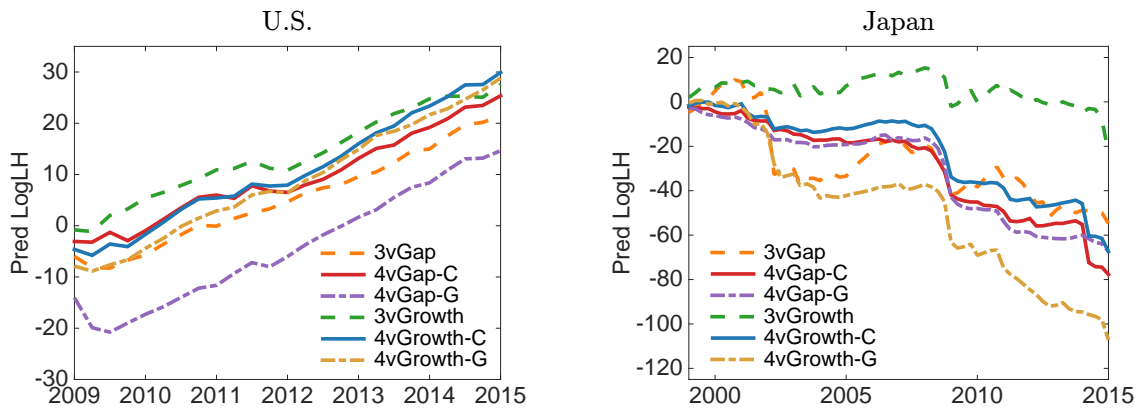 U.S.
Pred LogLH
30
20
10
0
-10
-20
-30
2009 2010 2011 2012 2013 2014 2015
3vGap
4vGap-C
4vGap-G
3vGrowth
4vGrowth-C
4vGrowth-G
Japan
Pred LogLH
20
0
-20
-40
-60
-80
-100
-120
2000 2005 2010 2015
3vGap
4vGap-C
4vGap-G
3vGrowth
4vGrowth-C
4vGrowth-G